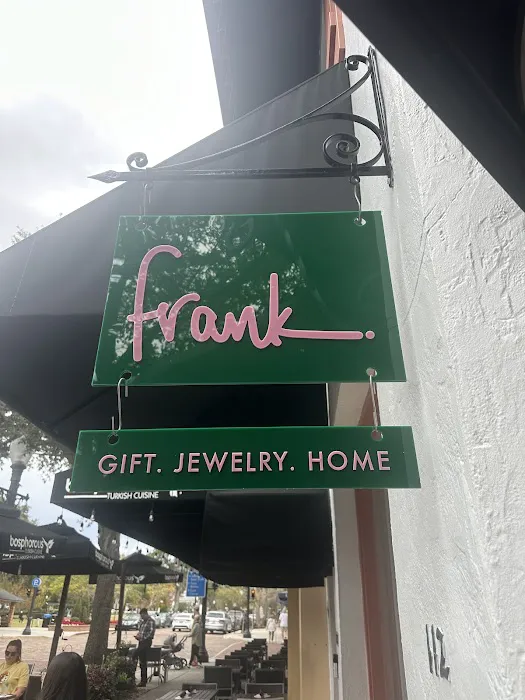 frank.
GIFT. JEWELRY. HOME
TURKISH CUISINE
bosphorous
112